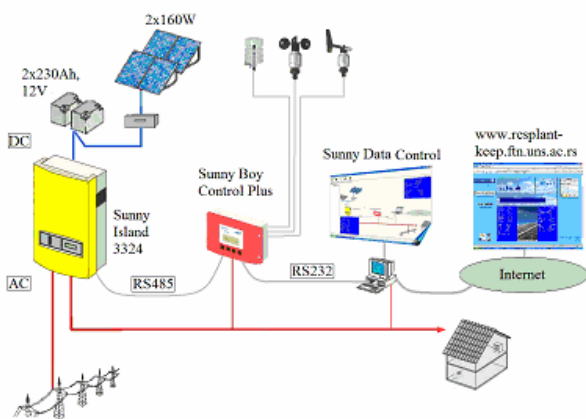 2x160W
2x230Ah,
12V
DC
Sunny Boy
Control Plus
Sunny Data Control
www.resplant-
keep.ftn.uns.ac.rs
Sunny
Island
3324
AC
RS485
RS232
Internet